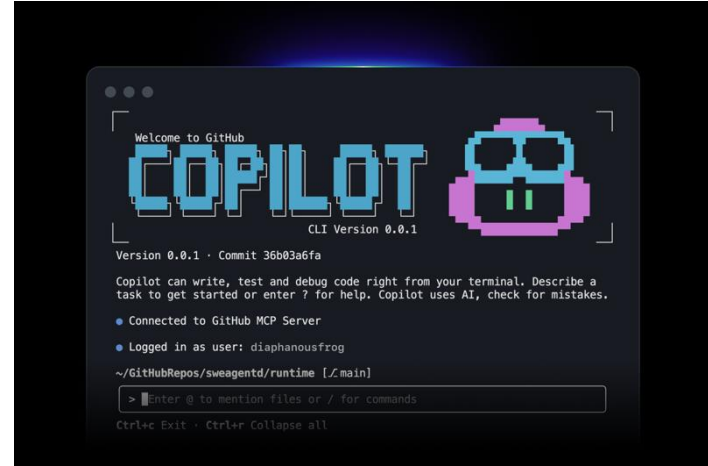 Welcome to GitHub
COPILOT
CLI Version 0.0.1
Version 0.0.1 · Commit 36b03a6fa
Copilot can write, test and debug code right from your terminal. Describe a
task to get started or enter ? for help. Copilot uses AI, check for mistakes.
● Connected to GitHub MCP Server
● Logged in as user: diaphanousfrog
~/GitHubRepos/sweagentd/runtime [⎇ main]
> Enter @ to mention files or / for commands
Ctrl+c Exit · Ctrl+r Collapse all